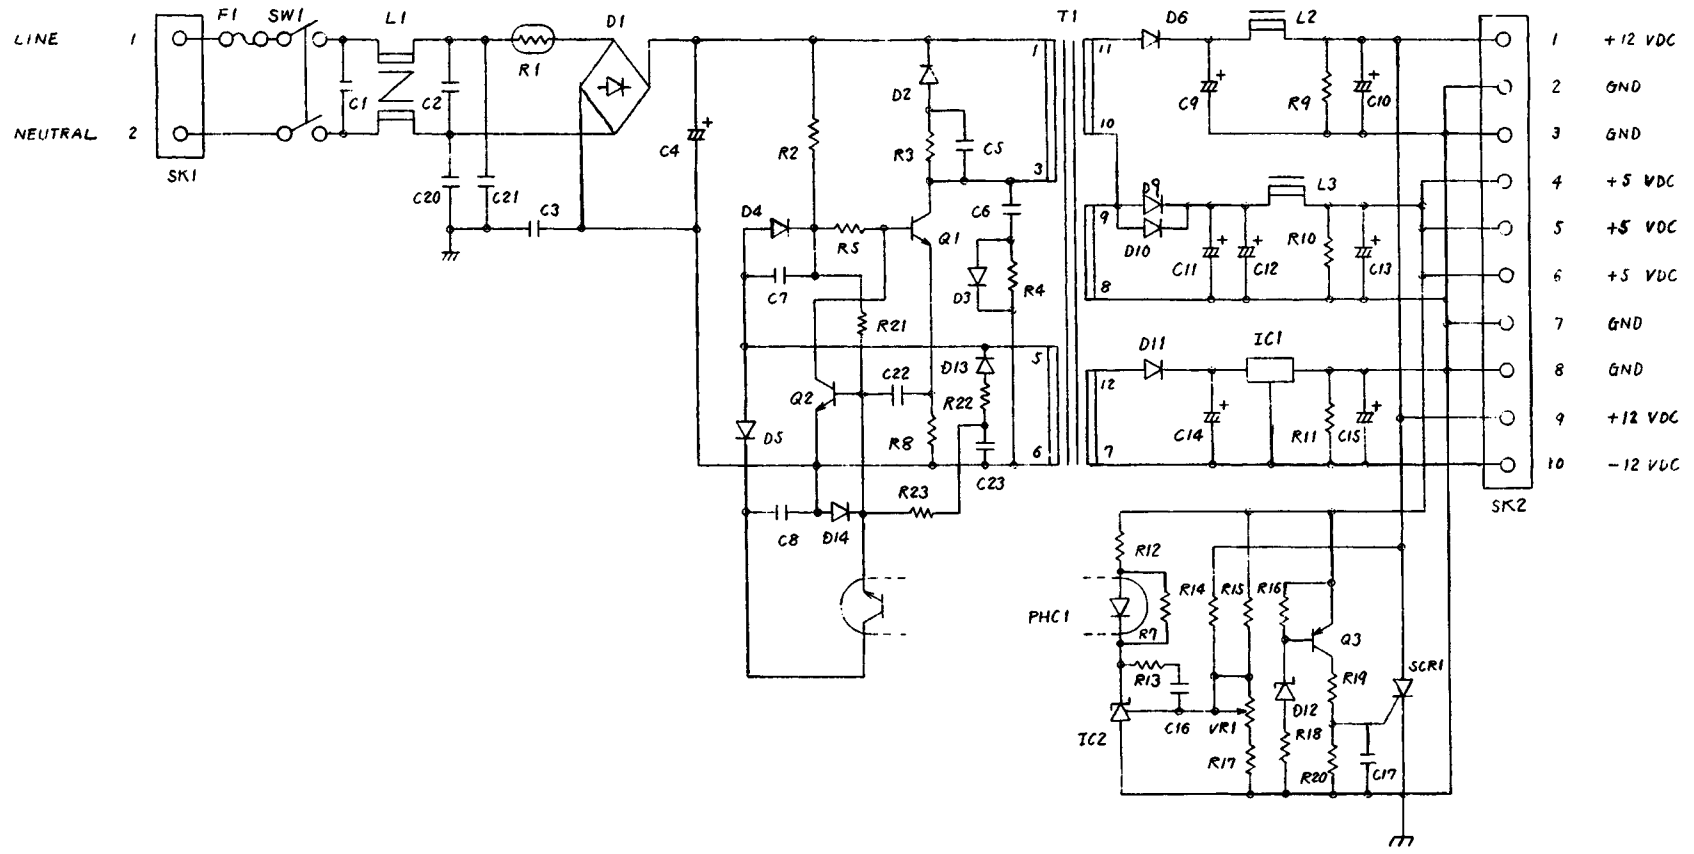 F1 SW1 L1 D1 T1 D6 L2
LINE 1 1 11 1 +12 VDC
R1
D2 C9 R9 C10 2 GND
C1 C2
NEUTRAL 2 C4 R2 R3 C5 10 3 GND
SK1 3
C20 C21 C3 D4 C6 D9 L3 4 +5 VDC
R5 Q1 9 D10 R10 5 +5 VDC
C11 C12 C13
C7 D3 R4 8 6 +5 VDC
R21 7 GND
5 D13 D11 IC1
C22 12 8 GND
Q2 R22
D5 R8 C14 R11 C15 9 +12 VDC
6 7 10 -12 VDC
C23
R23 SK2
C8 D14
R12
R14 R15 R16
PHC1 R7 Q3
R13 R19 SCR1
D12
IC2 C16 VR1 R18
R17 R20 C17